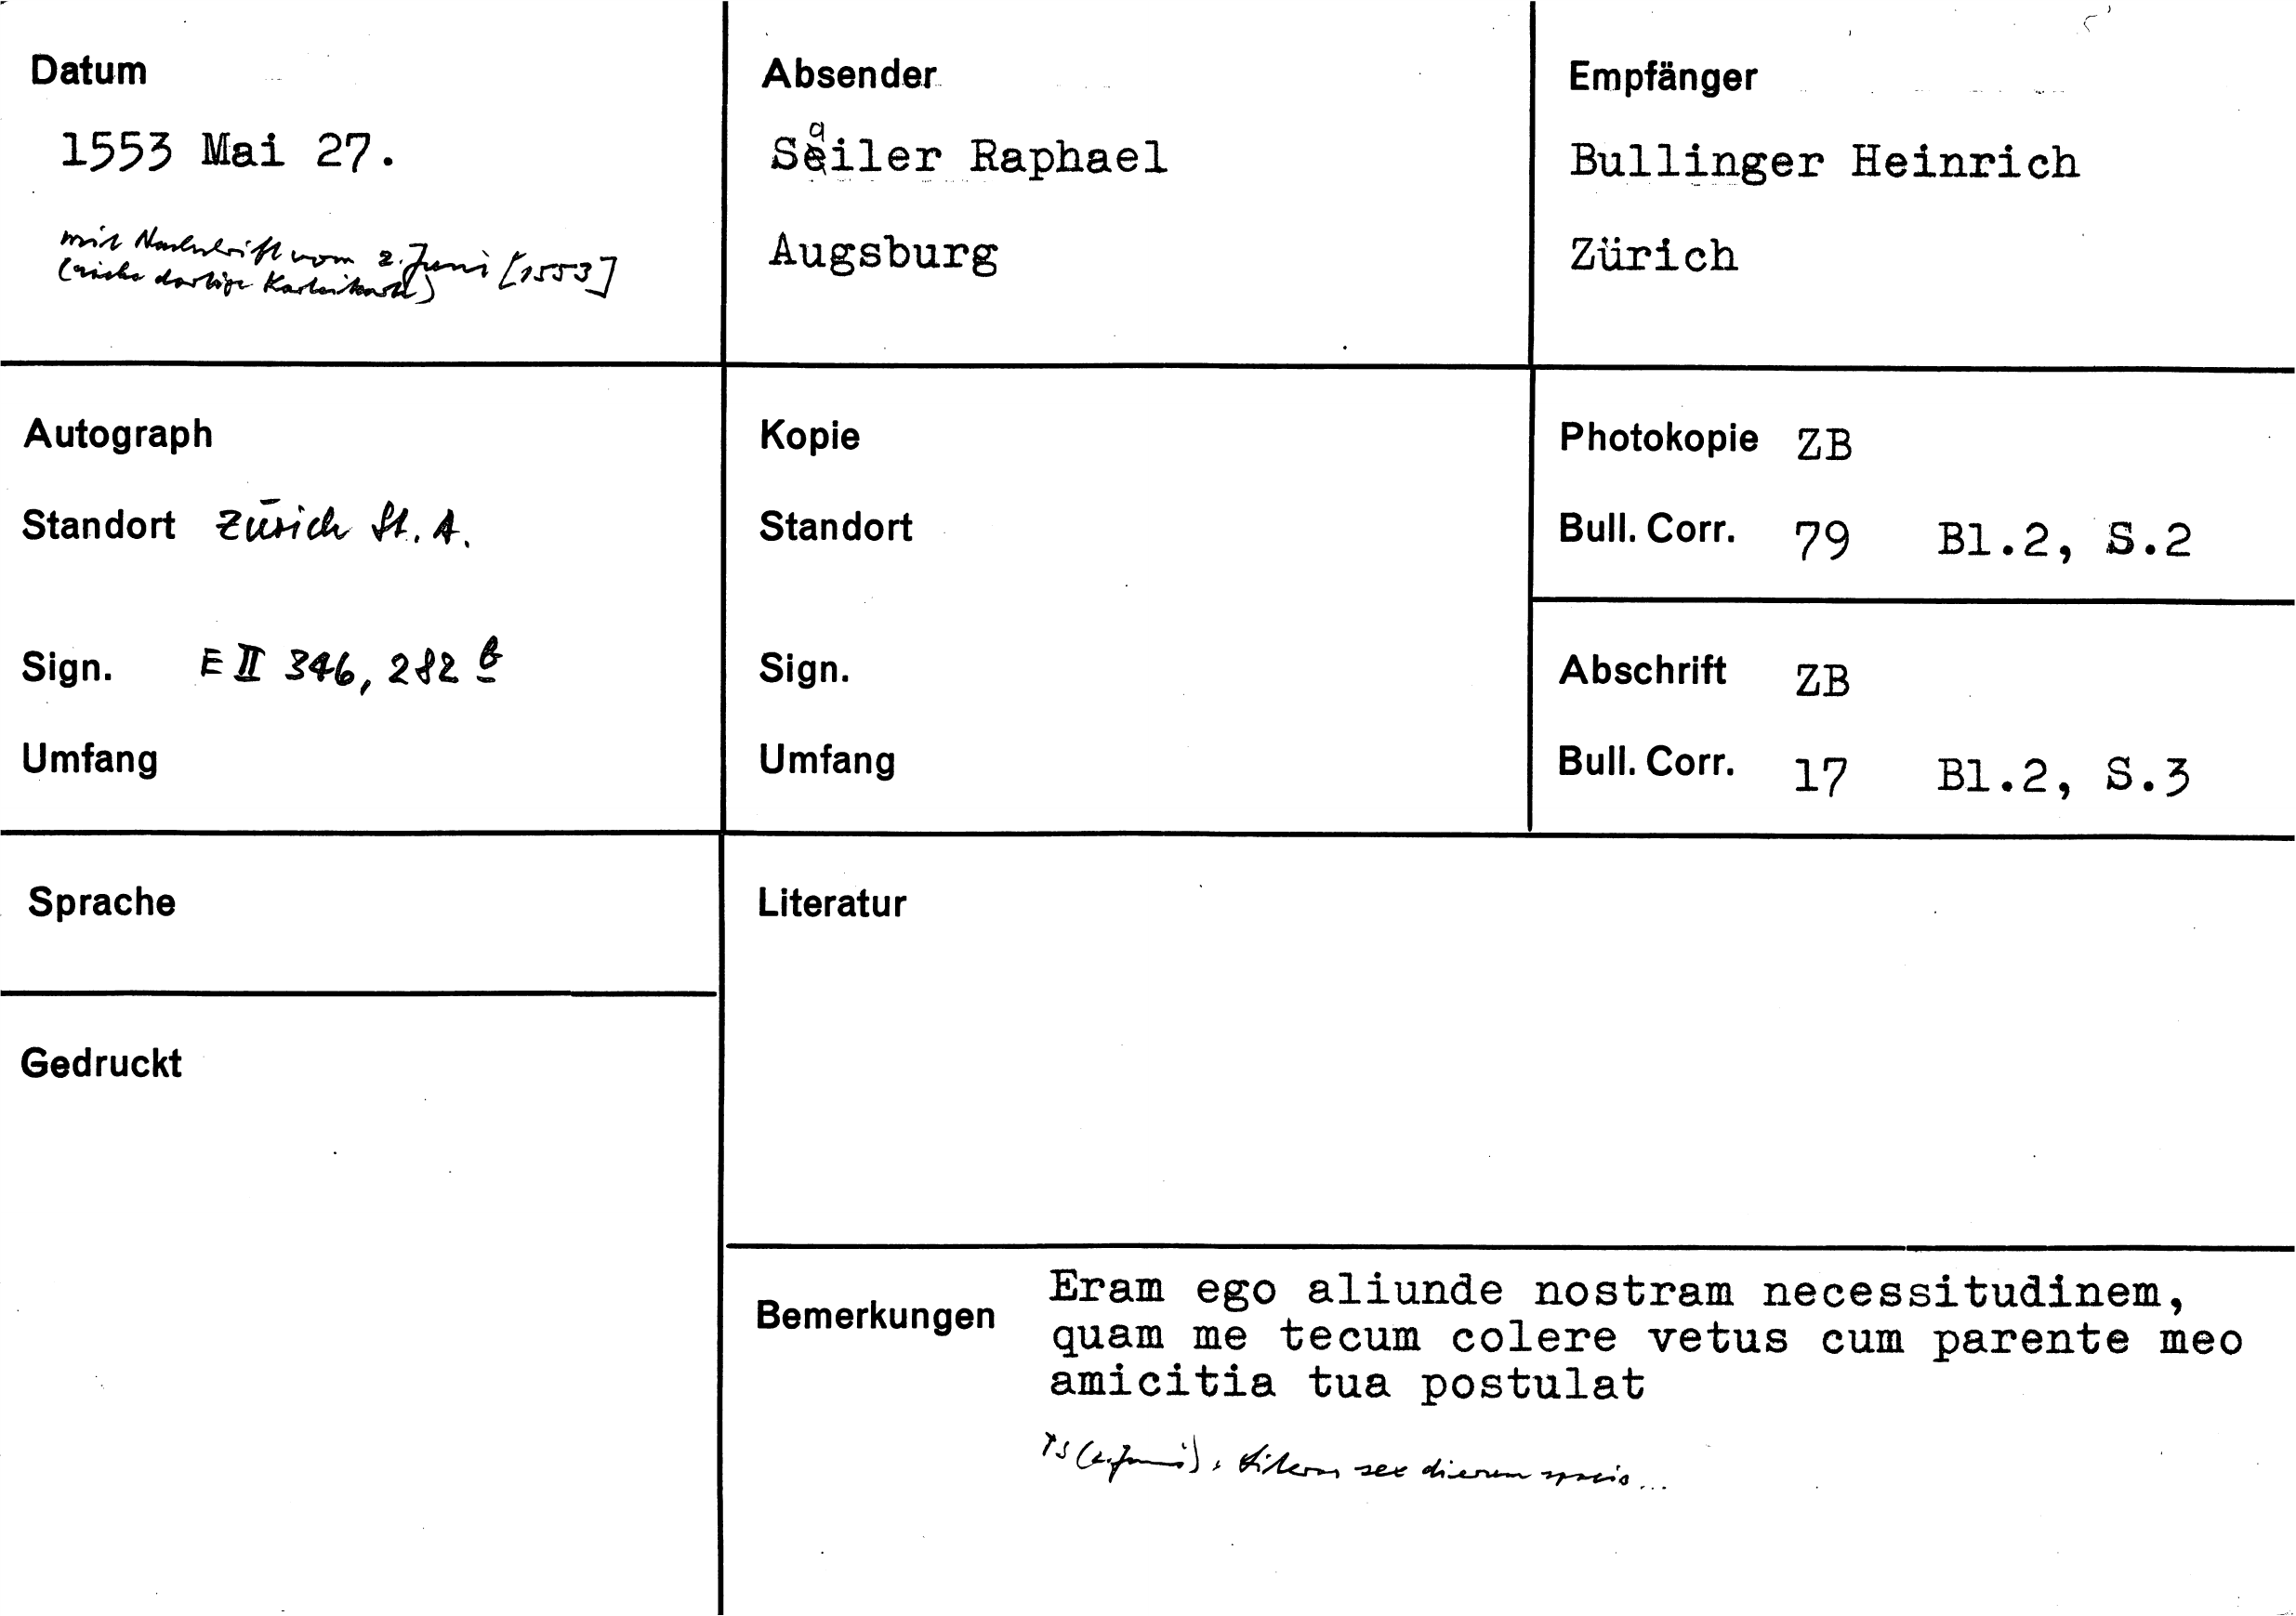 Datum
1553 Mai 27.
mit Nachschrift vom 2. Juni [1553]
(siehe dortige Karteikarte)
Absender
Sailer Raphael
Augsburg
Empfänger
Bullinger Heinrich
Zürich
Autograph
Standort Zürich St. A.
Sign. E II 346, 282 b
Umfang
Kopie
Standort
Sign.
Umfang
Photokopie ZB
Bull. Corr. 79 Bl.2, S.2
Abschrift ZB
Bull. Corr. 17 Bl.2, S.3
Sprache
Gedruckt
Literatur
Bemerkungen
Eram ego aliunde nostram necessitudinem,
quam me tecum colere vetus cum parente meo
amicitia tua postulat
PS (2. Juni): sex dierum spacio...